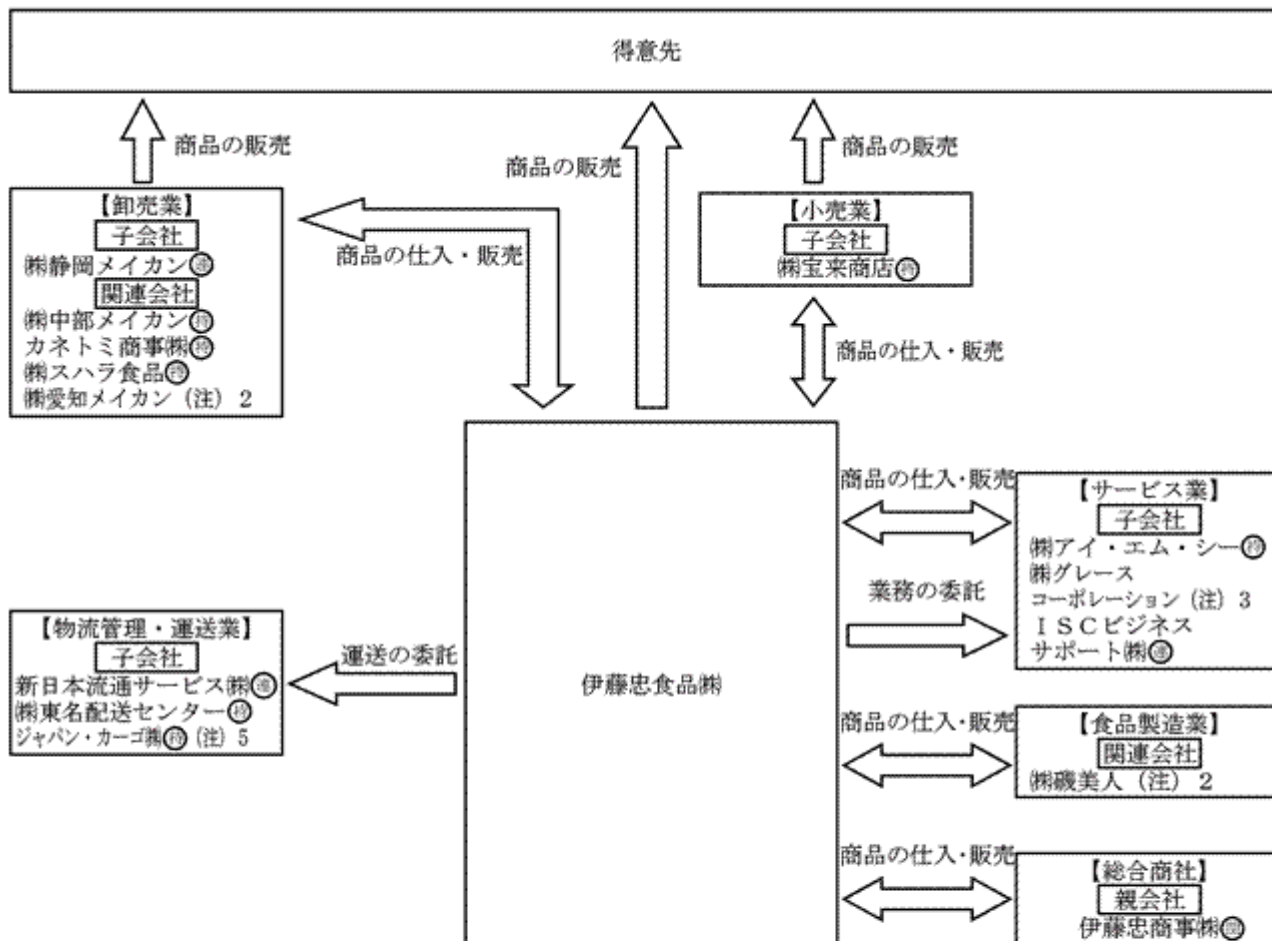 得意先
商品の販売
商品の販売
商品の販売
【卸売業】
子会社
㈱静岡メイカン㊡
関連会社
㈱中部メイカン
カネトミ商事㈱
㈱スハラ食品
㈱愛知メイカン（注）２
商品の仕入・販売
【小売業】
子会社
㈱宝来商店
商品の仕入・販売
伊藤忠食品㈱
【物流管理・運送業】
子会社
新日本流通サービス㈱
㈱東名配送センター
ジャパン・カーゴ㈱（注）５
運送の委託
商品の仕入・販売
業務の委託
【サービス業】
子会社
㈱アイ・エム・シー
㈱グレース
コーポレーション（注）３
ＩＳＣビジネス
サポート㈱
商品の仕入・販売
【食品製造業】
関連会社
㈱磯美人（注）２
商品の仕入・販売
【総合商社】
親会社
伊藤忠商事㈱